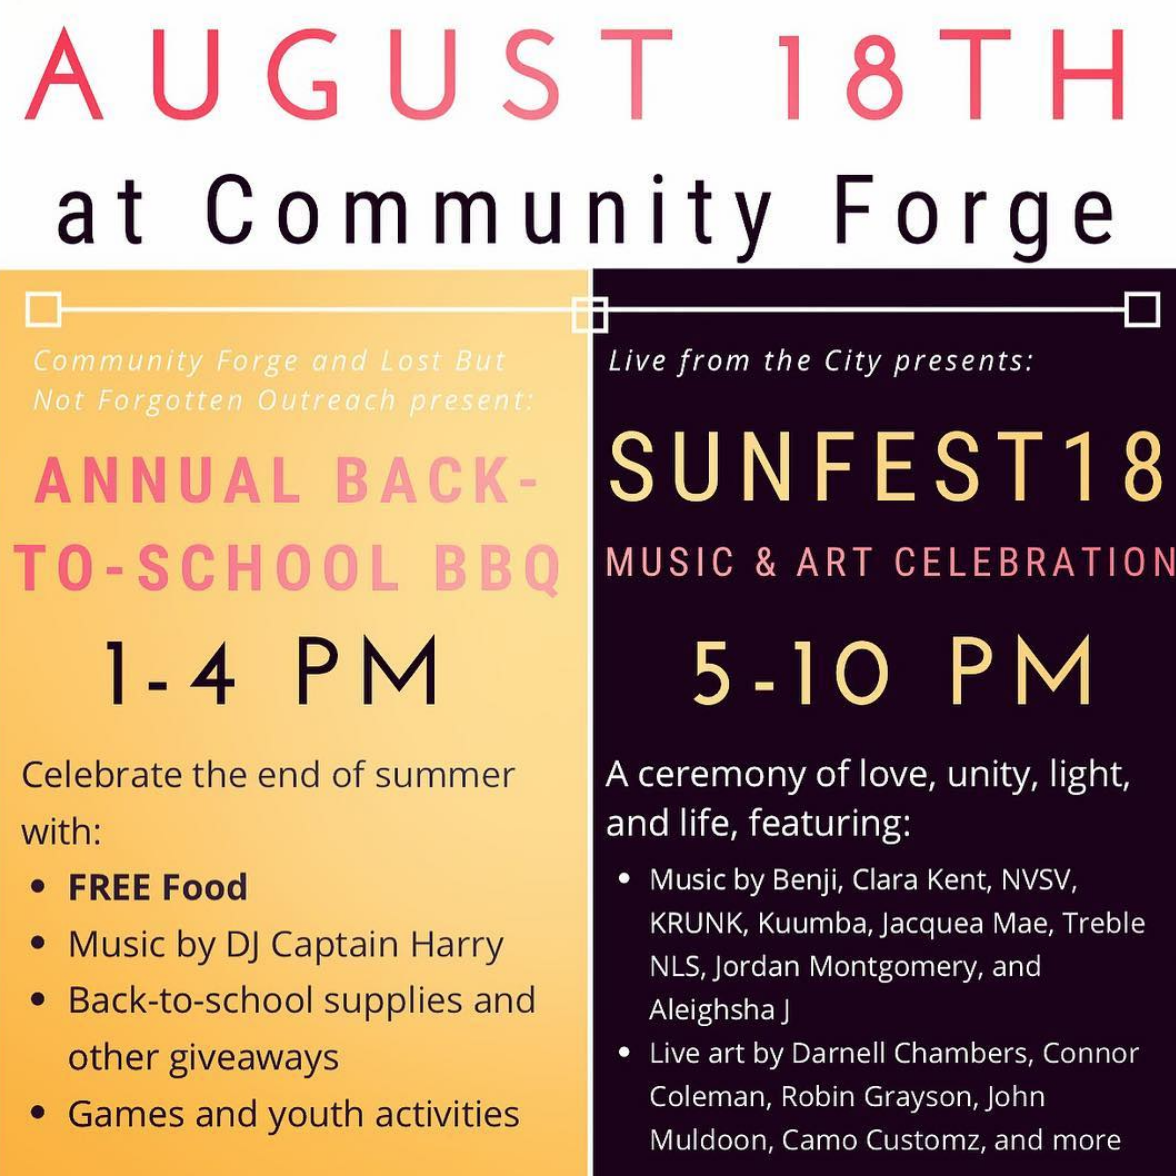 AUGUST 18TH
at Community Forge
Community Forge and Lost But
Not Forgotten Outreach present:
ANNUAL BACK-
TO-SCHOOL BBQ
1-4 PM
Celebrate the end of summer
with:
• FREE Food
• Music by DJ Captain Harry
• Back-to-school supplies and
other giveaways
• Games and youth activities
Live from the City presents:
SUNFEST18
MUSIC & ART CELEBRATION
5-10 PM
A ceremony of love, unity, light,
and life, featuring:
• Music by Benji, Clara Kent, NVSV,
KRUNK, Kuumba, Jacquea Mae, Treble
NLS, Jordan Montgomery, and
Aleighsha J
• Live art by Darnell Chambers, Connor
Coleman, Robin Grayson, John
Muldoon, Camo Customz, and more